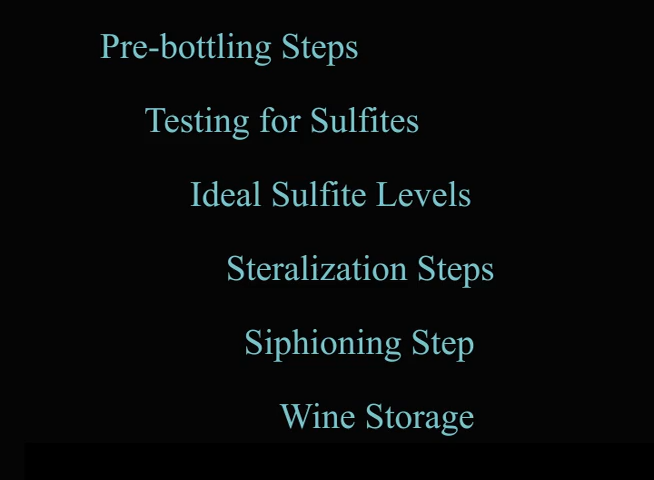 Pre-bottling Steps
Testing for Sulfites
Ideal Sulfite Levels
Steralization Steps
Siphioning Step
Wine Storage